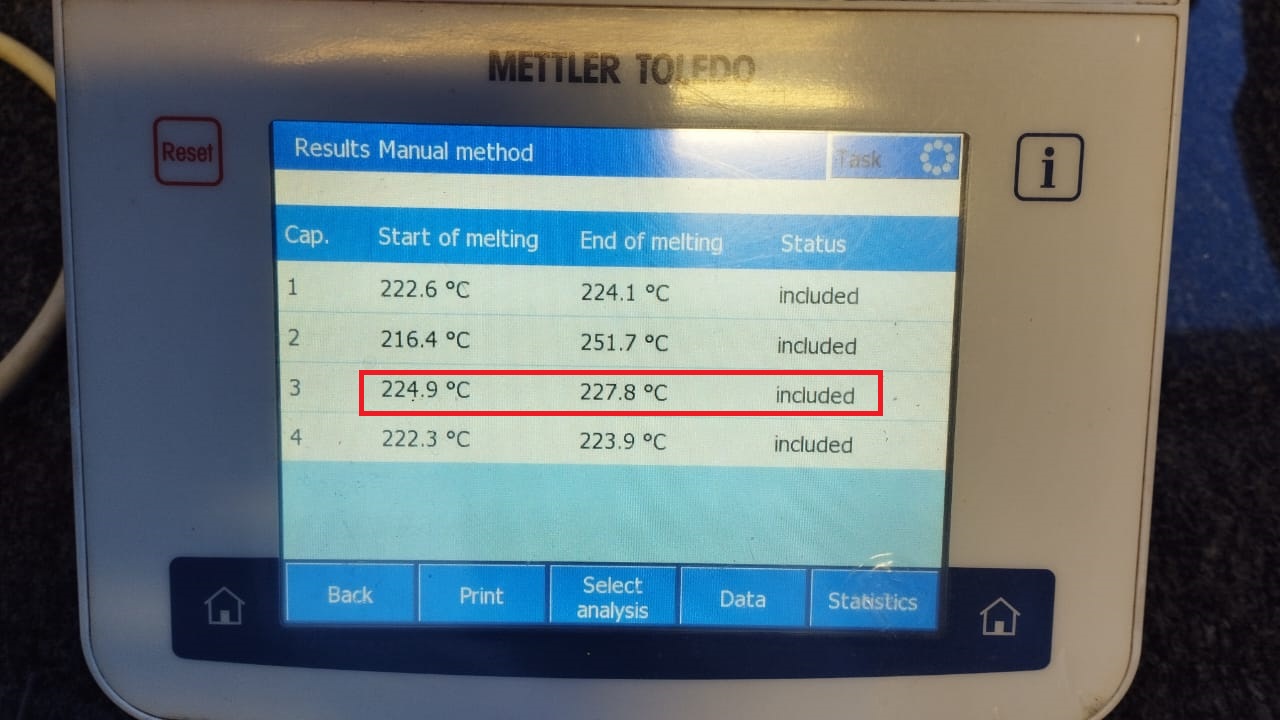 METTLER TOLEDO
Reset
i
Results Manual method
Task
Cap. Start of melting End of melting Status
1 222.6 °C 224.1 °C included
2 216.4 °C 251.7 °C included
3 224.9 °C 227.8 °C included
4 222.3 °C 223.9 °C included
Back
Print
Select
analysis
Data
Statistics